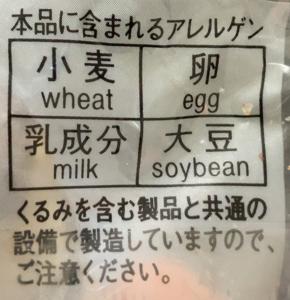 本品に含まれるアレルゲン
小麦 卵
wheat egg
乳成分 大豆
milk soybean
くるみを含む製品と共通の
設備で製造していますので、
ご注意ください。